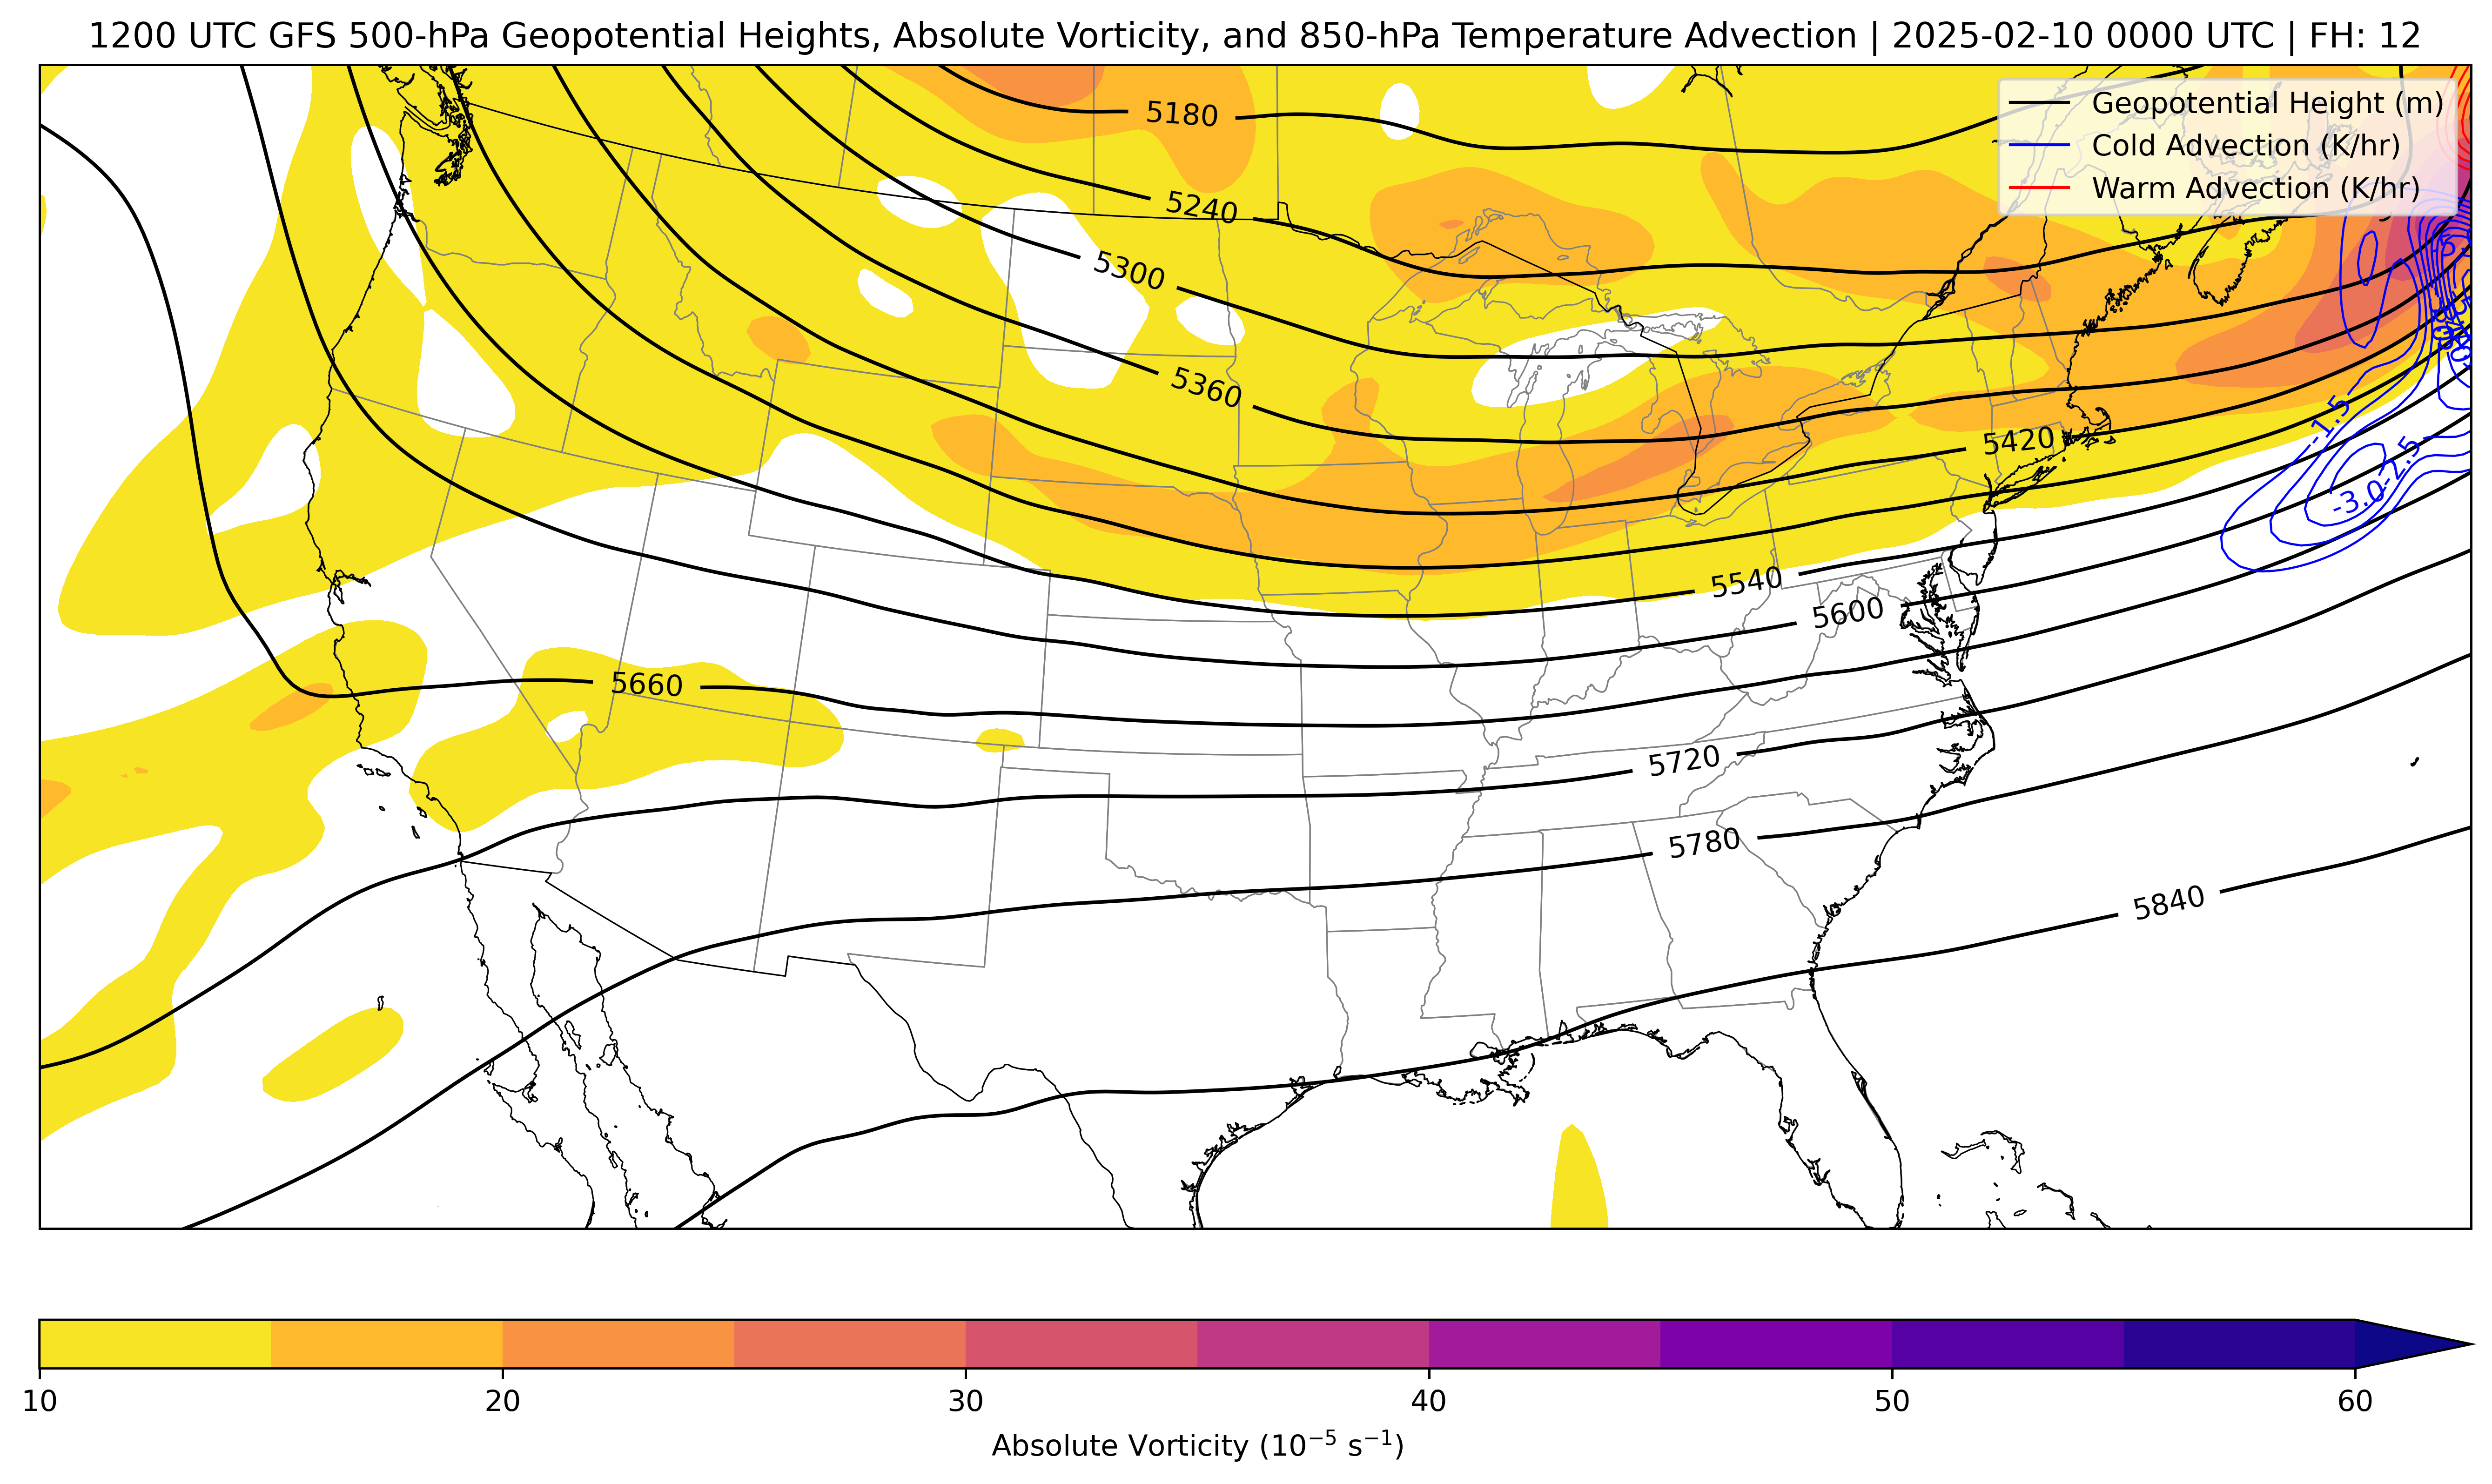 1200 UTC GFS 500-hPa Geopotential Heights, Absolute Vorticity, and 850-hPa Temperature Advection | 2025-02-10 0000 UTC | FH: 12
Geopotential Height (m)
Cold Advection (K/hr)
Warm Advection (K/hr)
5180
5240
5300
5360
5420
-1.5
-2.5
-3.0
5540
5600
5660
5720
5780
5840
10 20 30 40 50 60
Absolute Vorticity (10⁻⁵ s⁻¹)